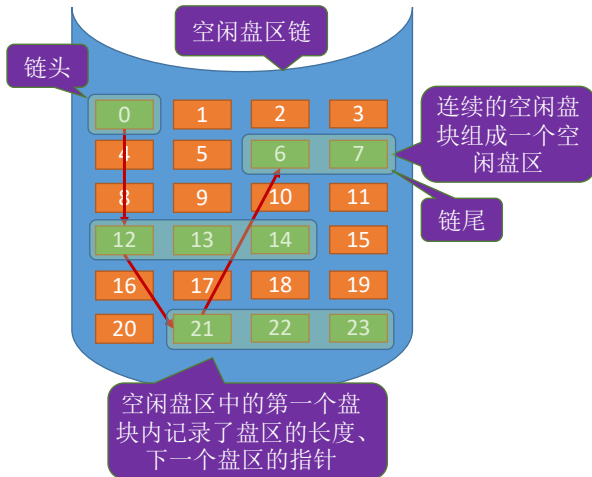 空闲盘区链
链头
0 1 2 3
4 5 6 7
8 9 10 11
12 13 14 15
16 17 18 19
20 21 22 23
连续的空闲盘
块组成一个空
闲盘区
链尾
空闲盘区中的第一个盘
块内记录了盘区的长度、
下一个盘区的指针